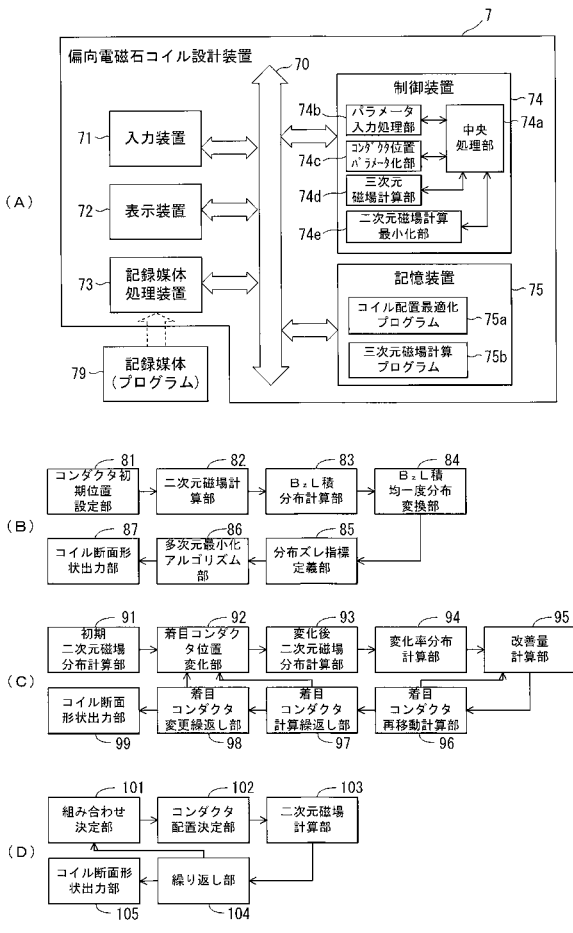 7
偏向電磁石コイル設計装置
70
(A)
71
入力装置
72
表示装置
73
記録媒体
処理装置
79
記録媒体
(プログラム)
制御装置
74
74b
パラメータ
入力処理部
74c
コンダクタ位置
パラメータ化部
74d
三次元
磁場計算部
74e
二次元磁場計算
最小化部
中央
処理部
74a
記憶装置
75
コイル配置最適化
プログラム
75a
三次元磁場計算
プログラム
75b
(B)
81
コンダクタ初
期位置
設定部
82
二次元磁場計
算部
83
BzL積
分布計算部
84
BzL積
均一度分布
変換部
87
コイル断面形
状出力部
86
多次元最小化
アルゴリズム
部
85
分布ズレ指標
定義部
(C)
91
初期
二次元磁場
分布計算部
92
着目コンダク
タ位置
変化部
93
変化後
二次元磁場
分布計算部
94
変化率分布
計算部
95
改善量
計算部
コイル断面
形状出力部
99
着目
コンダクタ
変更繰返し部
98
着目
コンダクタ
計算繰返し部
97
着目
コンダクタ
再移動計算部
96
(D)
101
組み合わせ
決定部
102
コンダクタ
配置決定部
103
二次元磁場
計算部
コイル断面
形状出力部
105
繰り返し部
104